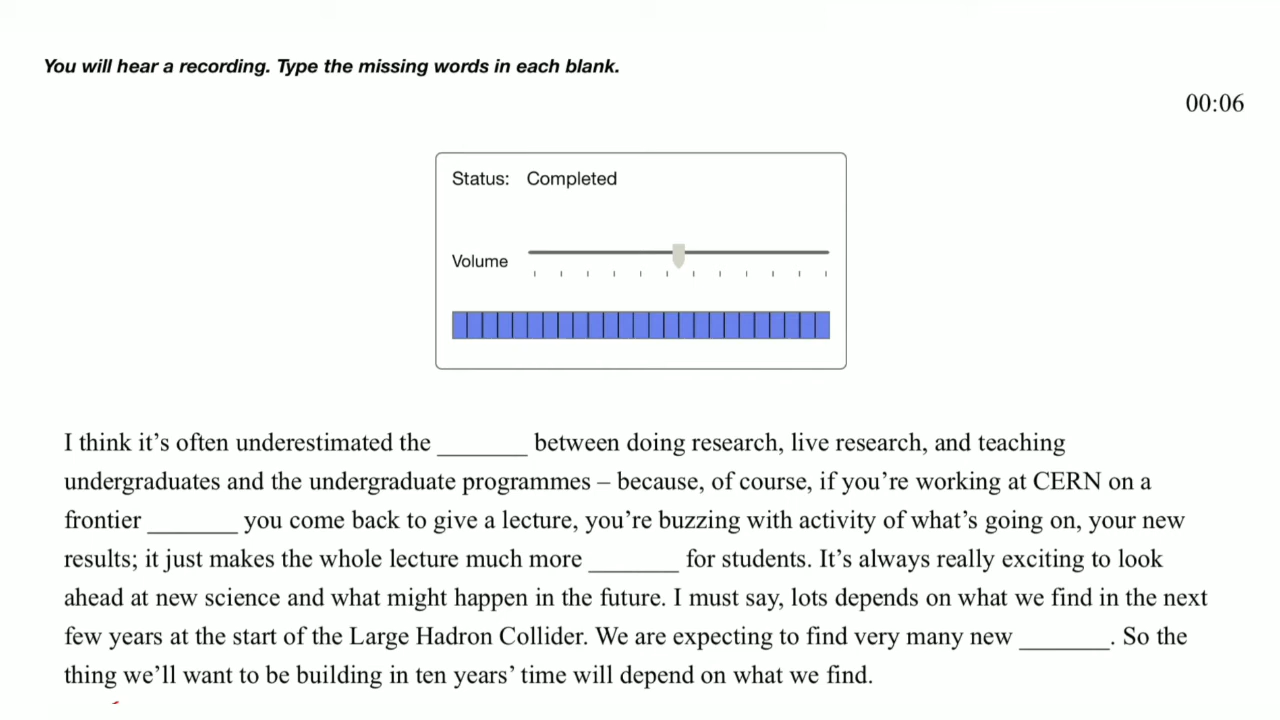 You will hear a recording. Type the missing words in each blank.
00:06
Status: Completed
Volume
I think it’s often underestimated the _______ between doing research, live research, and teaching
undergraduates and the undergraduate programmes – because, of course, if you’re working at CERN on a
frontier _______ you come back to give a lecture, you’re buzzing with activity of what’s going on, your new
results; it just makes the whole lecture much more _______ for students. It’s always really exciting to look
ahead at new science and what might happen in the future. I must say, lots depends on what we find in the next
few years at the start of the Large Hadron Collider. We are expecting to find very many new _______. So the
thing we’ll want to be building in ten years’ time will depend on what we find.